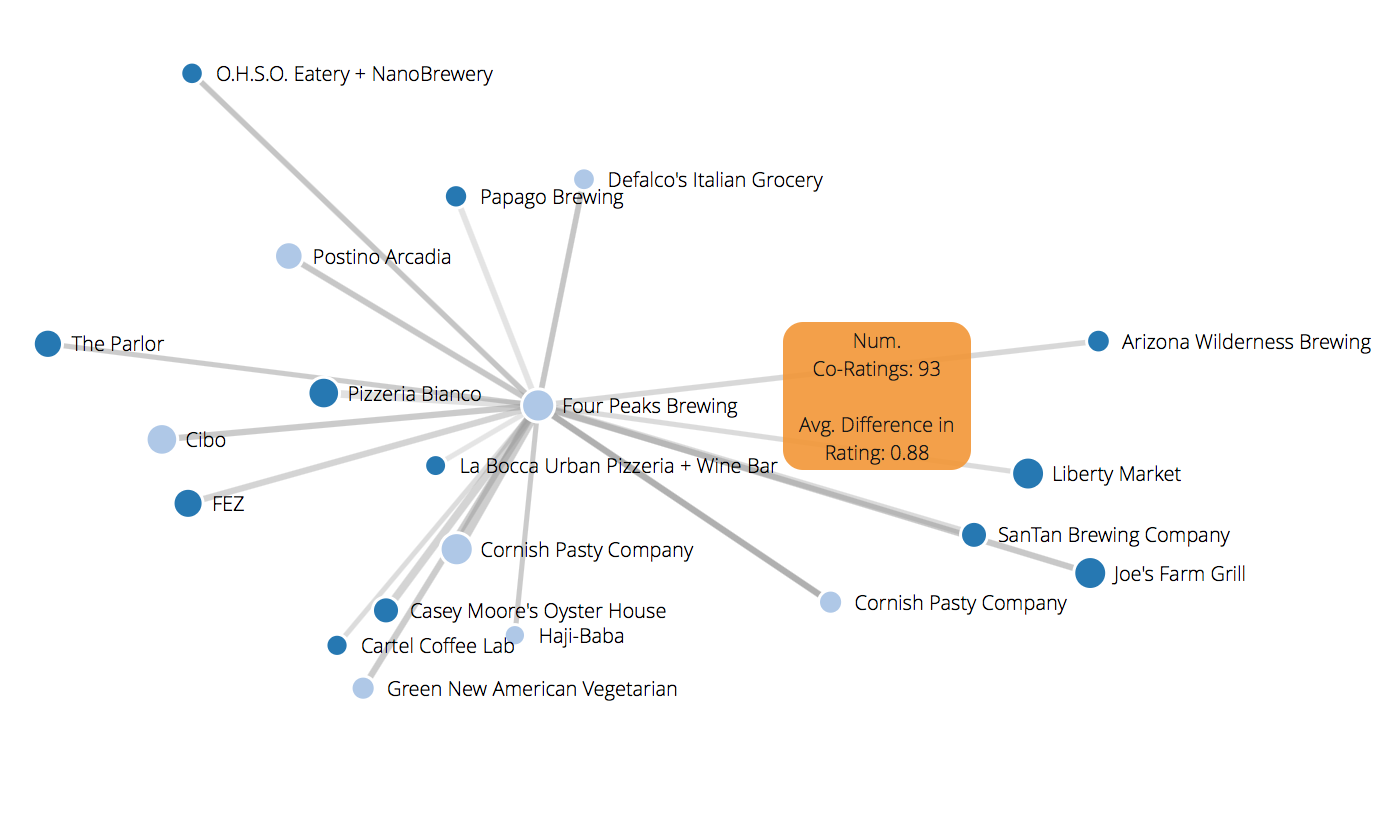 O.H.S.O. Eatery + NanoBrewery
Defalco's Italian Grocery
Papago Brewing
Postino Arcadia
Num.
Co-Ratings: 93
Avg. Difference in
Rating: 0.88
Arizona Wilderness Brewing
The Parlor
Pizzeria Bianco
Four Peaks Brewing
Cibo
La Bocca Urban Pizzeria + Wine Bar
Liberty Market
FEZ
SanTan Brewing Company
Cornish Pasty Company
Joe's Farm Grill
Cornish Pasty Company
Casey Moore's Oyster House
Haji-Baba
Cartel Coffee Lab
Green New American Vegetarian